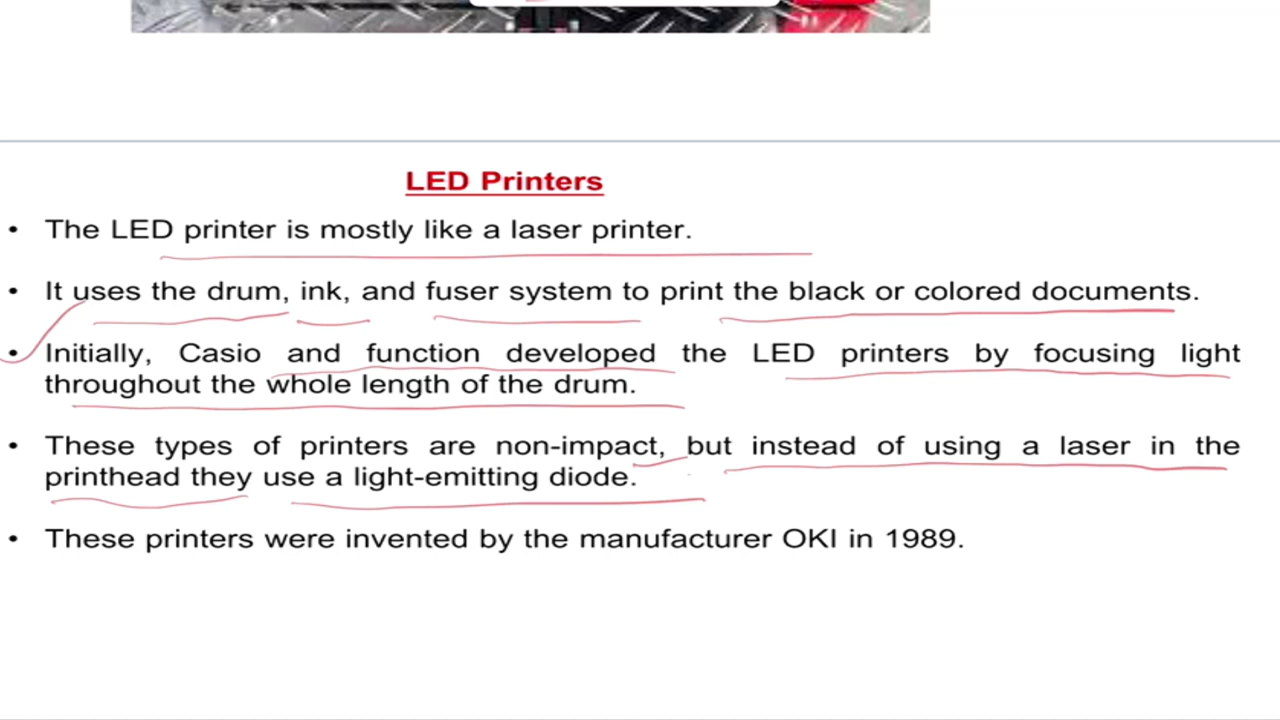 LED Printers
• The LED printer is mostly like a laser printer.
• It uses the drum, ink, and fuser system to print the black or colored documents.
• Initially, Casio and function developed the LED printers by focusing light
throughout the whole length of the drum.
• These types of printers are non-impact, but instead of using a laser in the
printhead they use a light-emitting diode.
• These printers were invented by the manufacturer OKI in 1989.